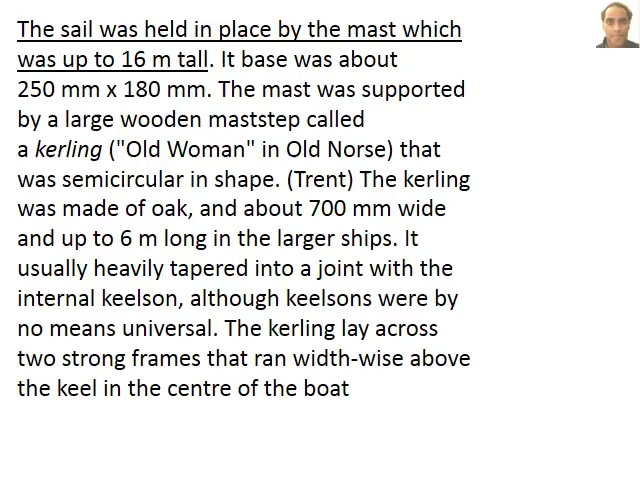 The sail was held in place by the mast which
was up to 16 m tall. It base was about
250 mm x 180 mm. The mast was supported
by a large wooden maststep called
a kerling ("Old Woman" in Old Norse) that
was semicircular in shape. (Trent) The kerling
was made of oak, and about 700 mm wide
and up to 6 m long in the larger ships. It
usually heavily tapered into a joint with the
internal keelson, although keelsons were by
no means universal. The kerling lay across
two strong frames that ran width-wise above
the keel in the centre of the boat